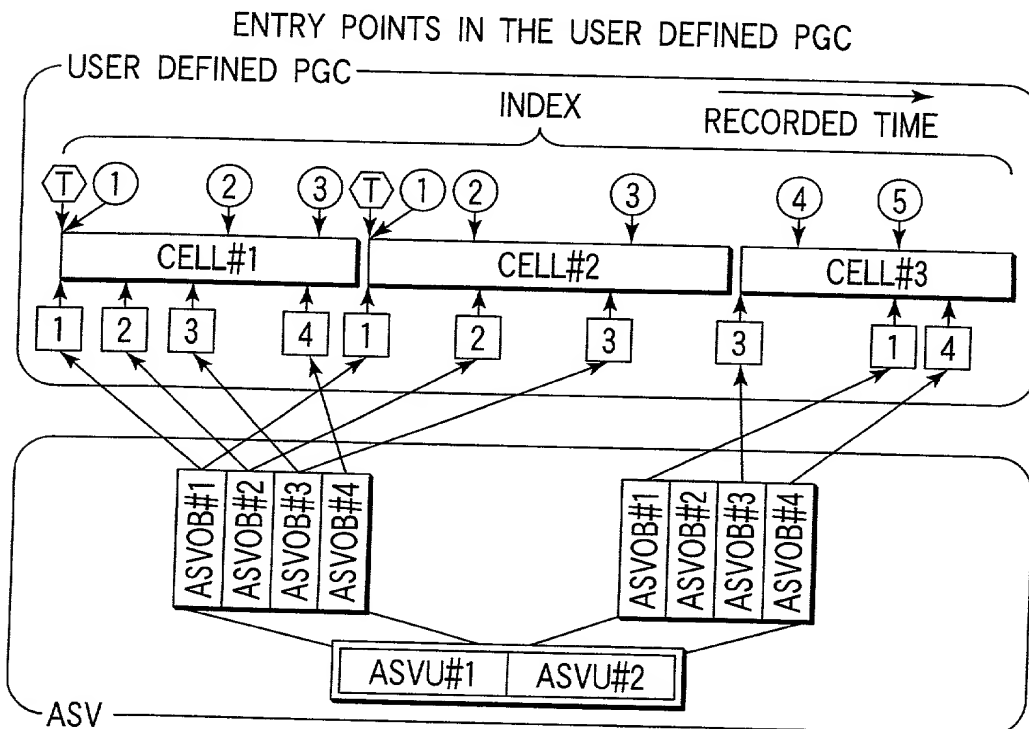 ENTRY POINTS IN THE USER DEFINED PGC
USER DEFINED PGC
INDEX
RECORDED TIME
T 1 2 3 T 1 2 3 4 5
CELL#1 CELL#2 CELL#3
1 2 3 4 1 2 3 3 1 4
ASVOB#1 ASVOB#2 ASVOB#3 ASVOB#4 ASVOB#1 ASVOB#2 ASVOB#3 ASVOB#4
ASVU#1 ASVU#2
ASV